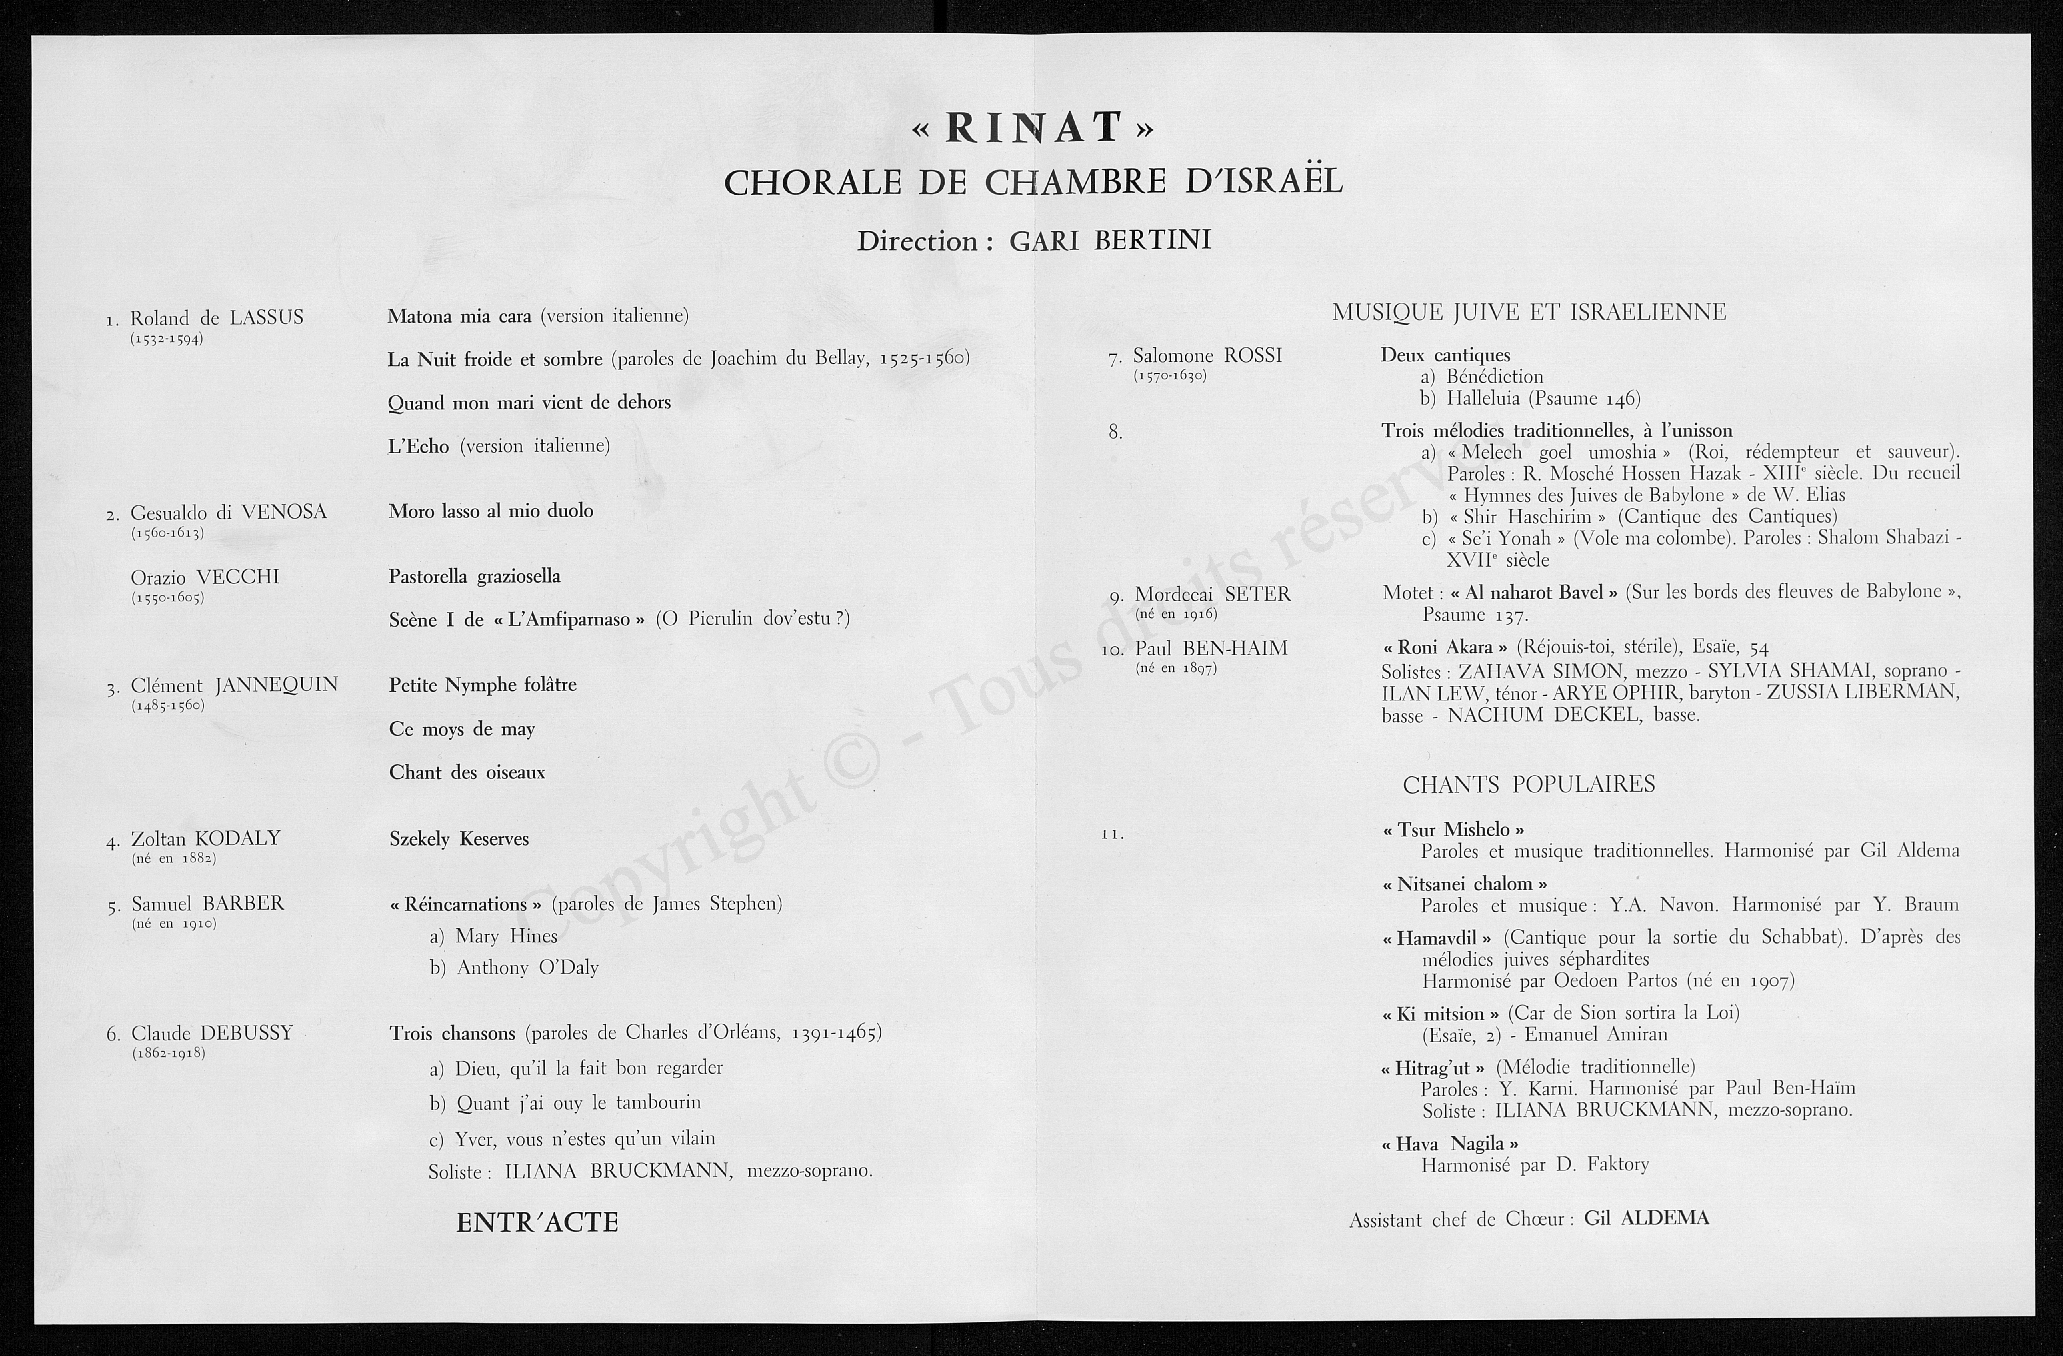 « RINAT »
CHORALE DE CHAMBRE D'ISRAËL
Direction : GARI BERTINI
1. Roland de LASSUS
(1532-1594)
Matona mia cara (version italienne)
La Nuit froide et sombre (paroles de Joachim du Bellay, 1525-1560)
Quand mon mari vient de dehors
L'Echo (version italienne)
2. Gesualdo di VENOSA
(1560-1613)
Moro lasso al mio duolo
Orazio VECCHI
(1550-1605)
Pastorella graziosella
Scène I de « L'Amfiparnaso » (O Pierulin dov'estu ?)
3. Clément JANNEQUIN
(1485-1560)
Petite Nymphe folâtre
Ce moys de may
Chant des oiseaux
4. Zoltan KODALY
(né en 1882)
Szekely Keserves
5. Samuel BARBER
(né en 1910)
« Réincarnations » (paroles de James Stephen)
a) Mary Hines
b) Anthony O'Daly
6. Claude DEBUSSY
(1862-1918)
Trois chansons (paroles de Charles d'Orléans, 1391-1465)
a) Dieu, qu'il la fait bon regarder
b) Quant j'ai ouy le tambourin
c) Yver, vous n'estes qu'un vilain
Soliste : ILIANA BRUCKMANN, mezzo-soprano.
ENTR'ACTE
MUSIQUE JUIVE ET ISRAELIENNE
7. Salomone ROSSI
(1570-1630)
Deux cantiques
a) Bénédiction
b) Halleluia (Psaume 146)
8.
Trois mélodies traditionnelles, à l'unisson
a) « Melech goel umoshia » (Roi, rédempteur et sauveur).
Paroles : R. Mosché Hossen Hazak - XIIIe siècle. Du recueil
« Hymnes des Juives de Babylone » de W. Elias
b) « Shir Haschirim » (Cantique des Cantiques)
c) « Se'i Yonah » (Vole ma colombe). Paroles : Shalom Shabazi -
XVIIe siècle
9. Mordecai SETER
(né en 1916)
Motet : « Al naharot Bavel » (Sur les bords des fleuves de Babylone »,
Psaume 137.
10. Paul BEN-HAIM
(né en 1897)
« Roni Akara » (Réjouis-toi, stérile), Esaïe, 54
Solistes : ZAHAVA SIMON, mezzo - SYLVIA SHAMAI, soprano -
ILAN LEW, ténor - ARYE OPHIR, baryton - ZUSSIA LIBERMAN,
basse - NACHUM DECKEL, basse.
CHANTS POPULAIRES
11.
« Tsur Mishelo »
Paroles et musique traditionnelles. Harmonisé par Gil Aldema
« Nitsanei chalom »
Paroles et musique : Y.A. Navon. Harmonisé par Y. Braum
« Hamavdil » (Cantique pour la sortie du Schabbat). D'après des
mélodies juives séphardites
Harmonisé par Oedoen Partos (né en 1907)
« Ki mitsion » (Car de Sion sortira la Loi)
(Esaïe, 2) - Emanuel Amiran
« Hitrag'ut » (Mélodie traditionnelle)
Paroles : Y. Karni. Harmonisé par Paul Ben-Haïm
Soliste : ILIANA BRUCKMANN, mezzo-soprano.
« Hava Nagila »
Harmonisé par D. Faktory
Assistant chef de Chœur : Gil ALDEMA
Copyright © - Tous droits réservés.